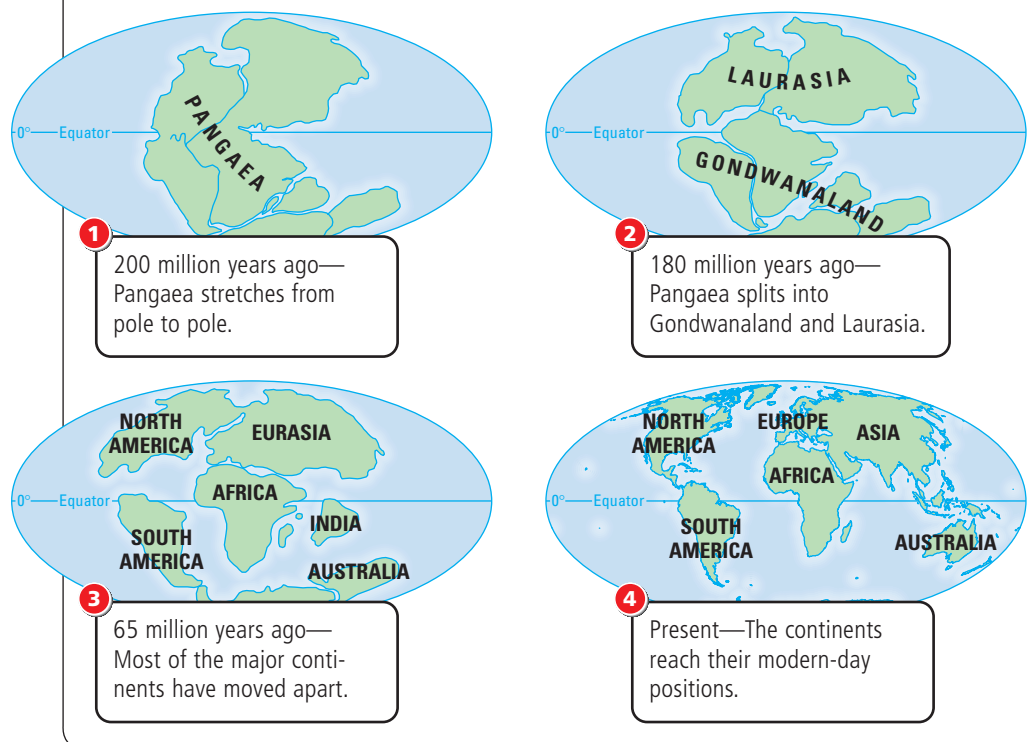 PANGAEA
0° Equator
1
200 million years ago—
Pangaea stretches from
pole to pole.
LAURASIA
0° Equator
GONDWANALAND
2
180 million years ago—
Pangaea splits into
Gondwanaland and Laurasia.
NORTH
AMERICA
EURASIA
AFRICA
0° Equator
INDIA
SOUTH
AMERICA
AUSTRALIA
3
65 million years ago—
Most of the major conti-
nents have moved apart.
NORTH
AMERICA
EUROPE
ASIA
AFRICA
0° Equator
SOUTH
AMERICA
AUSTRALIA
4
Present—The continents
reach their modern-day
positions.